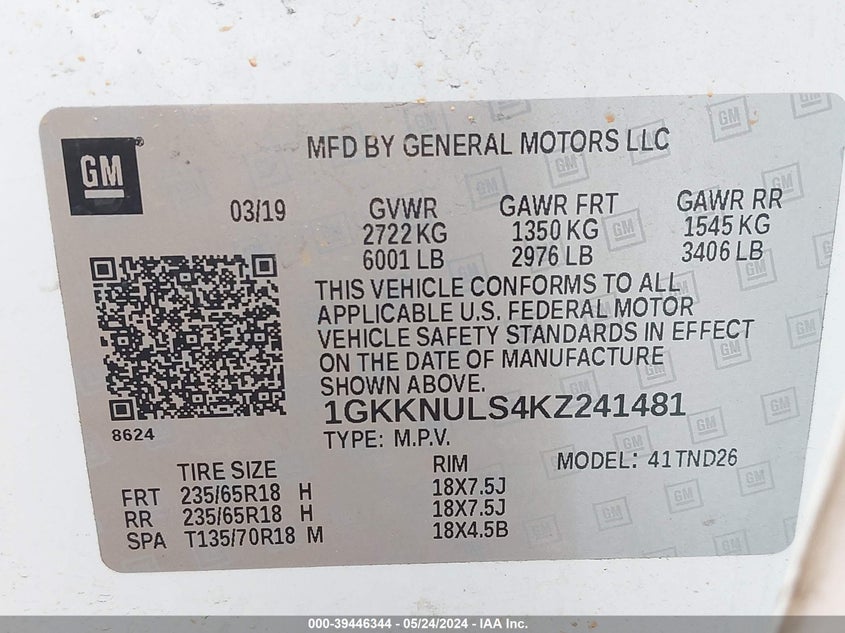 GM
MFD BY GENERAL MOTORS LLC
03/19 GVWR GAWR FRT GAWR RR
2722 KG 1350 KG 1545 KG
6001 LB 2976 LB 3406 LB
THIS VEHICLE CONFORMS TO ALL
APPLICABLE U.S. FEDERAL MOTOR
VEHICLE SAFETY STANDARDS IN EFFECT
ON THE DATE OF MANUFACTURE
SHOWN ABOVE.
1GKKNULS4KZ241481
8624
TYPE: M.P.V. MODEL: 41TND26
TIRE SIZE RIM
FRT 235/65R18 H 18X7.5J
RR 235/65R18 H 18X7.5J
SPA T135/70R18 M 18X4.5B
000-39446344 - 05/24/2024 - IAA Inc.